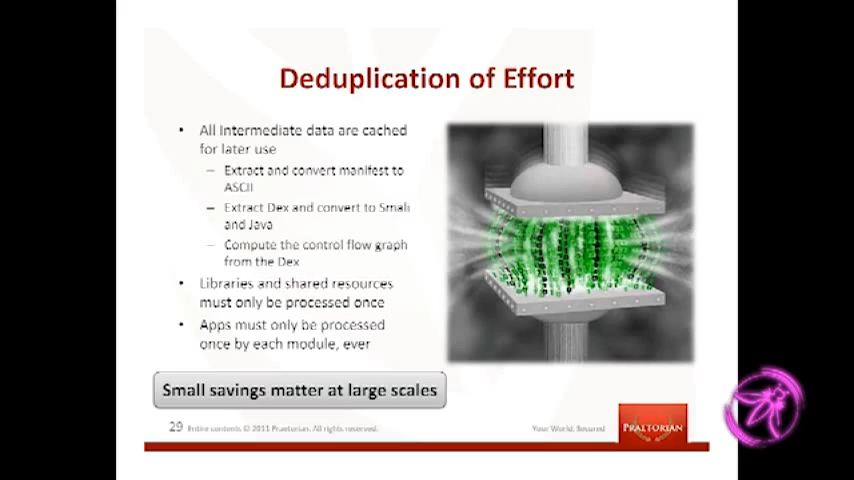 Deduplication of Effort
• All Intermediate data are cached
for later use
– Extract and convert manifest to
ASCII
– Extract Dex and convert to Smali
and Java
– Compute the control flow graph
from the Dex
• Libraries and shared resources
must only be processed once
• Apps must only be processed
once by each module, ever
Small savings matter at large scales
29 Entire contents © 2011 Praetorian. All rights reserved.
Your World, Secured
PRAETORIAN